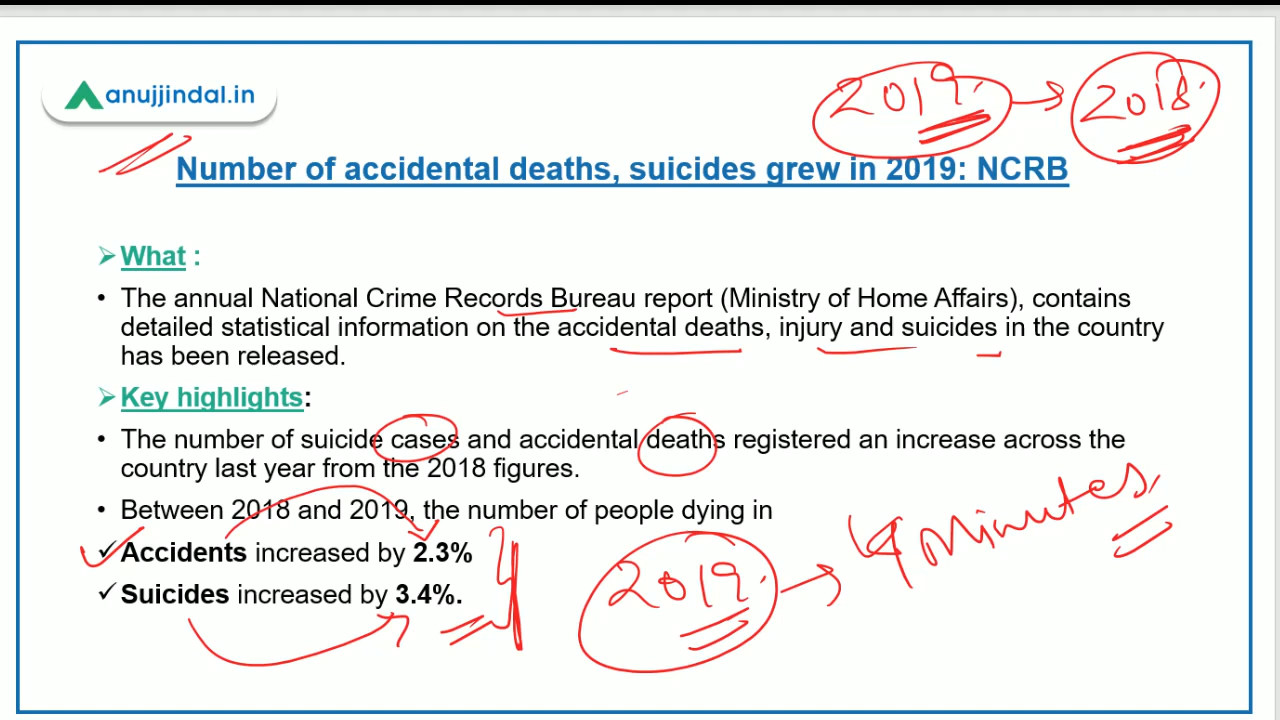 anujjindal.in
2019. → 2018.
Number of accidental deaths, suicides grew in 2019: NCRB
➢ What :
• The annual National Crime Records Bureau report (Ministry of Home Affairs), contains
detailed statistical information on the accidental deaths, injury and suicides in the country
has been released.
➢ Key highlights:
• The number of suicide cases and accidental deaths registered an increase across the
country last year from the 2018 figures.
• Between 2018 and 2019, the number of people dying in
✓ Accidents increased by 2.3%
✓ Suicides increased by 3.4%.
2019. → 4 Minutes.